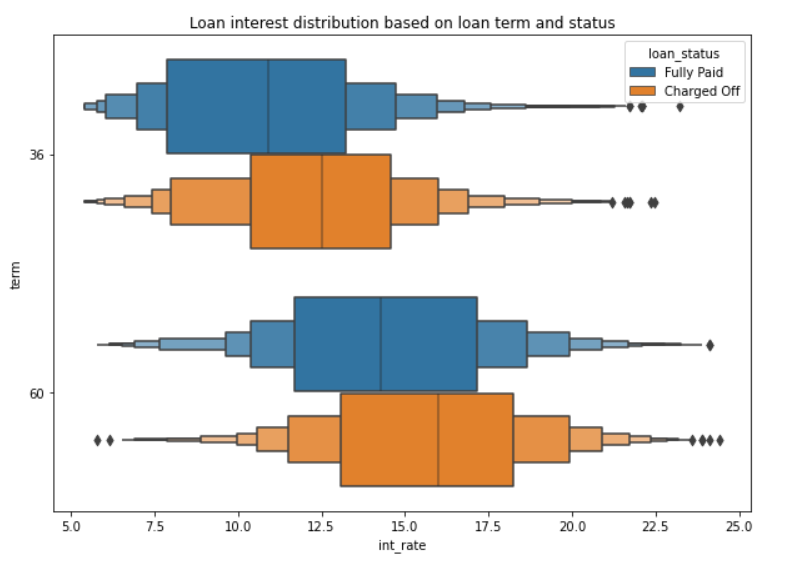 Loan interest distribution based on loan term and status
loan_status
Fully Paid
Charged Off
36
term
60
5.0 7.5 10.0 12.5 15.0 17.5 20.0 22.5 25.0
int_rate